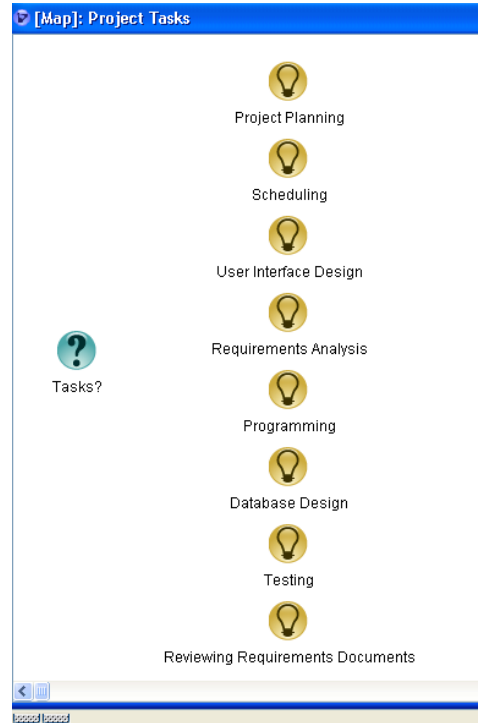 [Map]: Project Tasks
Project Planning
Scheduling
User Interface Design
Requirements Analysis
?
Tasks?
Programming
Database Design
Testing
Reviewing Requirements Documents